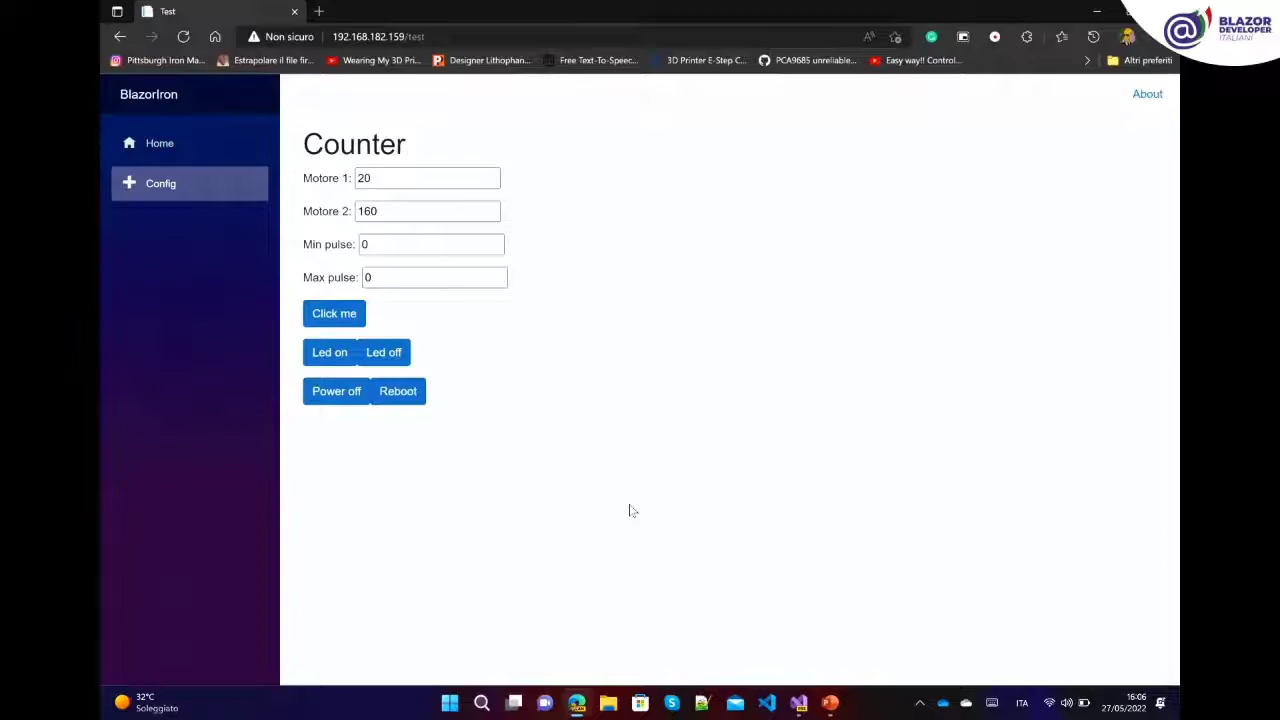 Test
BLAZOR
DEVELOPER
ITALIANI
Non sicuro
192.168.182.159/test
Pittsburgh Iron Ma...
Estrapolare il file fir...
Wearing My 3D Pri...
Designer Lithophan...
Free Text-To-Speec...
3D Printer E-Step C...
PCA9685 unreliable...
Easy way!! Control...
Altri preferiti
BlazorIron
About
Home
Config
Counter
Motore 1: 20
Motore 2: 160
Min pulse: 0
Max pulse: 0
Click me
Led on Led off
Power off Reboot
32°C
Soleggiato
ITA
16:06
27/05/2022